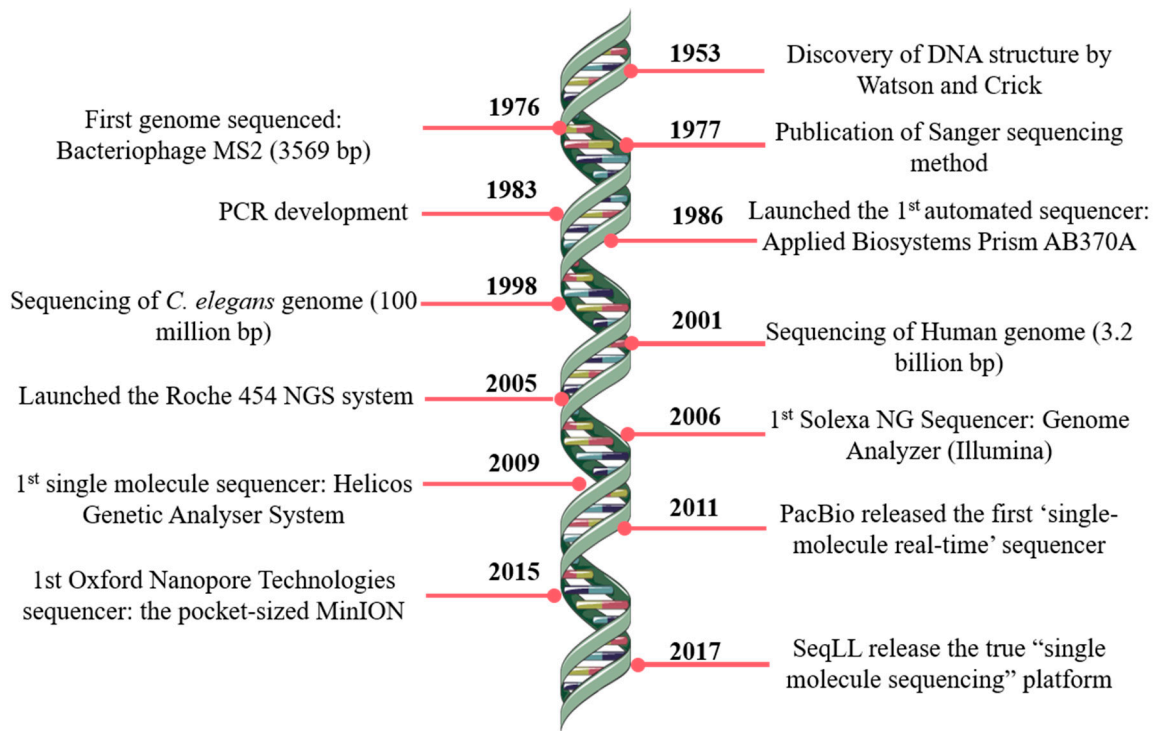 1953
Discovery of DNA structure by
Watson and Crick
1976
First genome sequenced:
Bacteriophage MS2 (3569 bp)
1977
Publication of Sanger sequencing
method
1983
PCR development
1986
Launched the 1st automated sequencer:
Applied Biosystems Prism AB370A
1998
Sequencing of C. elegans genome (100
million bp)
2001
Sequencing of Human genome (3.2
billion bp)
2005
Launched the Roche 454 NGS system
2006
1st Solexa NG Sequencer: Genome
Analyzer (Illumina)
2009
1st single molecule sequencer: Helicos
Genetic Analyser System
2011
PacBio released the first ‘single-
molecule real-time’ sequencer
2015
1st Oxford Nanopore Technologies
sequencer: the pocket-sized MinION
2017
SeqLL release the true “single
molecule sequencing” platform